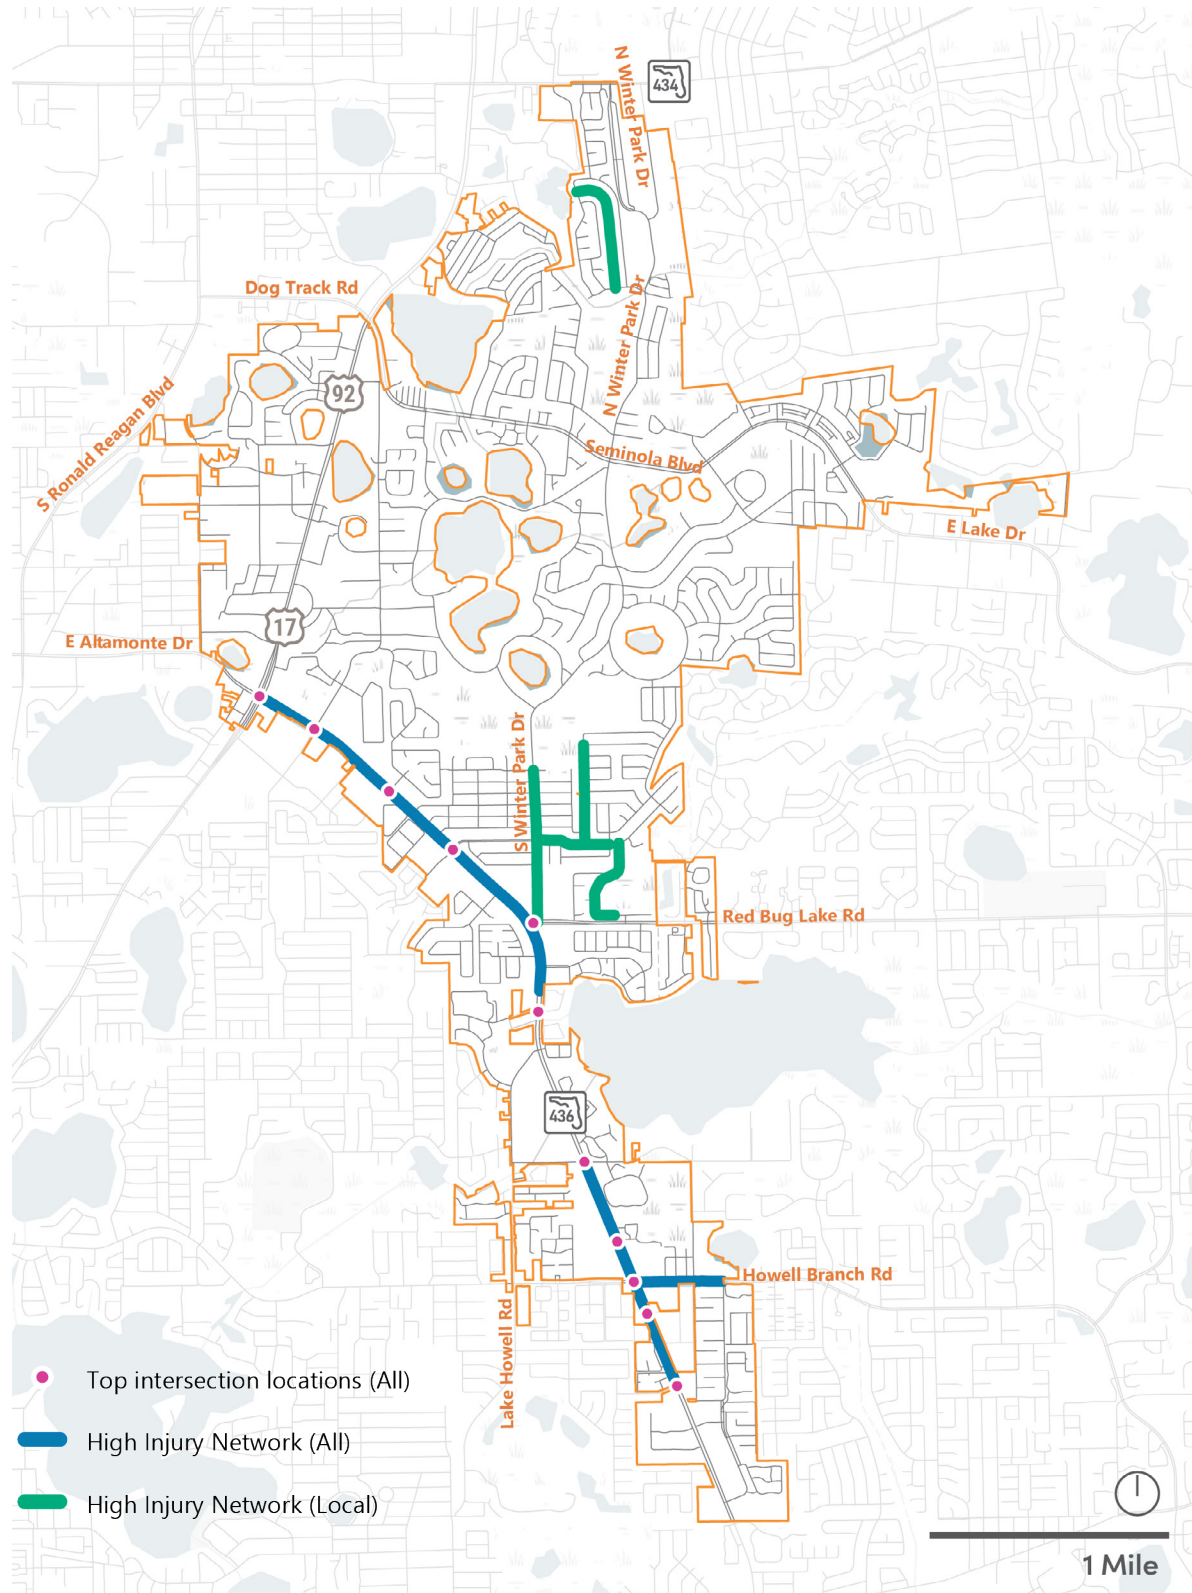 N Winter Park Dr
434
Dog Track Rd
N Winter Park Dr
92
S Ronald Reagan Blvd
Seminola Blvd
E Lake Dr
17
E Altamonte Dr
S Winter Park Dr
Red Bug Lake Rd
436
Howell Branch Rd
Lake Howell Rd
Top intersection locations (All)
High Injury Network (All)
High Injury Network (Local)
1 Mile